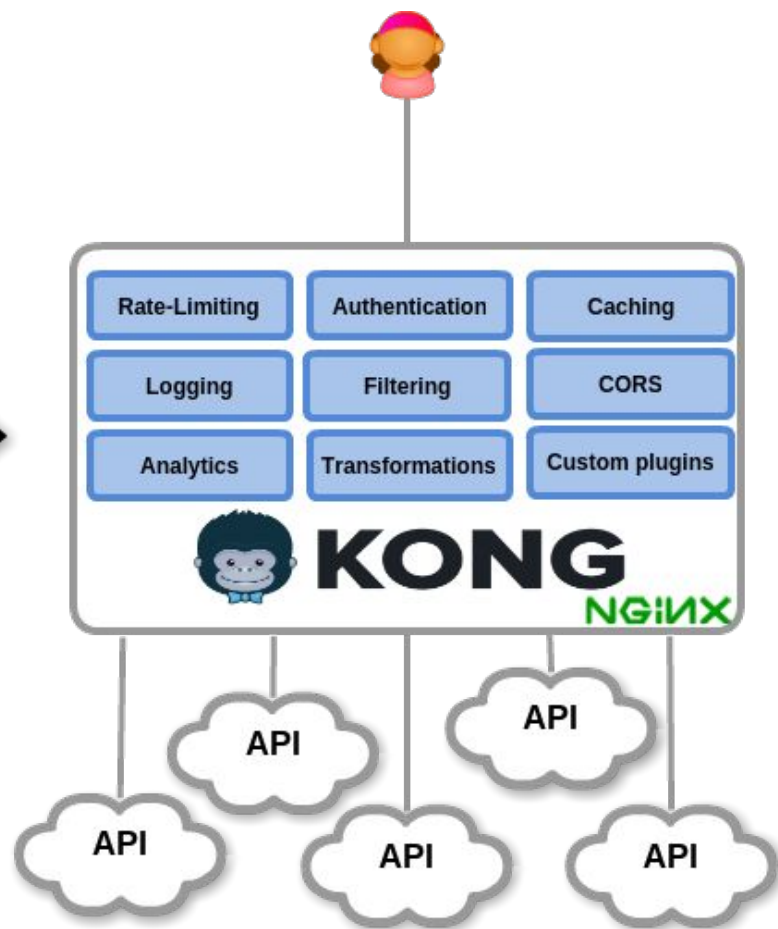 Rate-Limiting Authentication Caching
Logging Filtering CORS
Analytics Transformations Custom plugins
KONG
NGINX
API
API
API
API
API